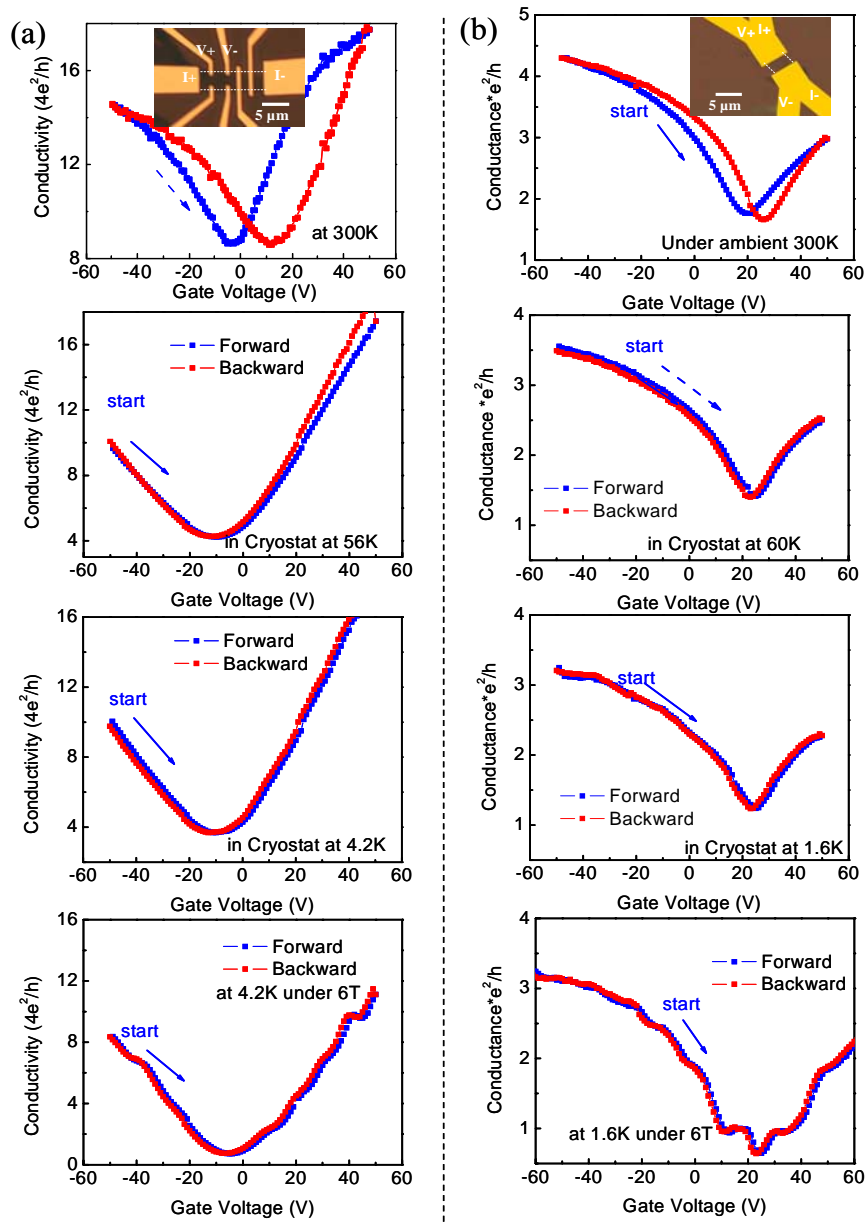 (a)
Conductivity (4e²/h)
16
12
8
V+ V-
I+ I-
5 µm
at 300K
-60 -40 -20 0 20 40 60
Gate Voltage (V)
Conductivity (4e²/h)
16
12
8
4
Forward
Backward
start
in Cryostat at 56K
-60 -40 -20 0 20 40 60
Gate Voltage (V)
Conductivity (4e²/h)
16
12
8
4
Forward
Backward
start
in Cryostat at 4.2K
-60 -40 -20 0 20 40 60
Gate Voltage (V)
Conductivity (4e²/h)
16
12
8
4
0
Forward
Backward
at 4.2K under 6T
start
-60 -40 -20 0 20 40 60
Gate Voltage (V)
(b)
Conductance*e²/h
5
4
3
2
1
V+ I+
V- I-
5 µm
start
Under ambient 300K
-60 -40 -20 0 20 40 60
Gate Voltage (V)
Conductance *e²/h
4
3
2
1
start
Forward
Backward
in Cryostat at 60K
-60 -40 -20 0 20 40 60
Gate Voltage (V)
Conductance*e²/h
4
3
2
1
start
Forward
Backward
in Cryostat at 1.6K
-60 -40 -20 0 20 40 60
Gate Voltage (V)
Conductance*e²/h
4
3
2
1
Forward
Backward
start
at 1.6K under 6T
-60 -40 -20 0 20 40 60
Gate Voltage (V)